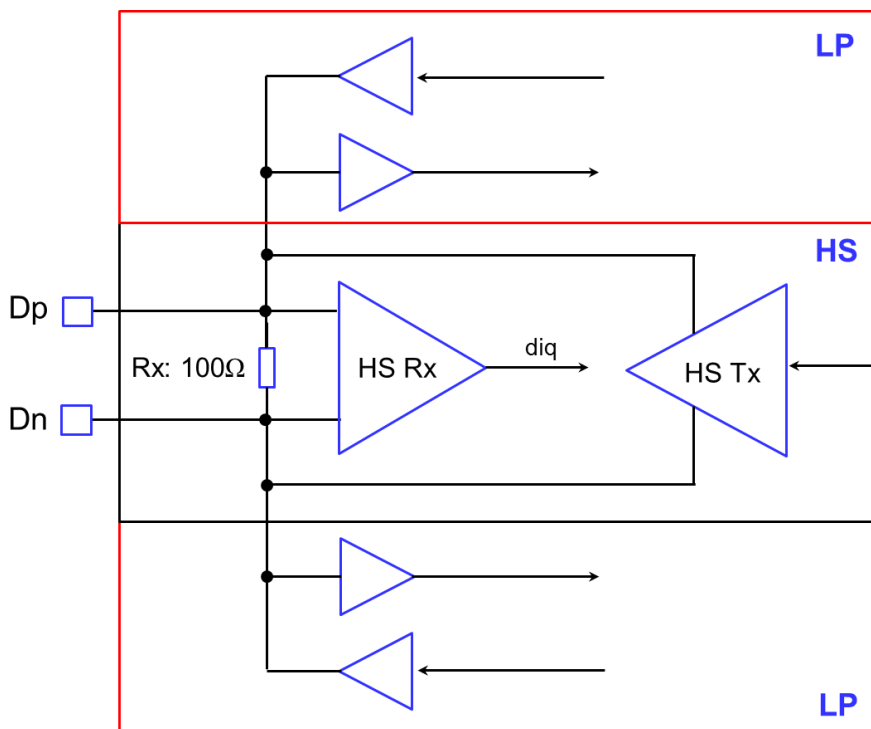 LP
HS
Dp
Rx: 100Ω
HS Rx
diq
HS Tx
Dn
LP